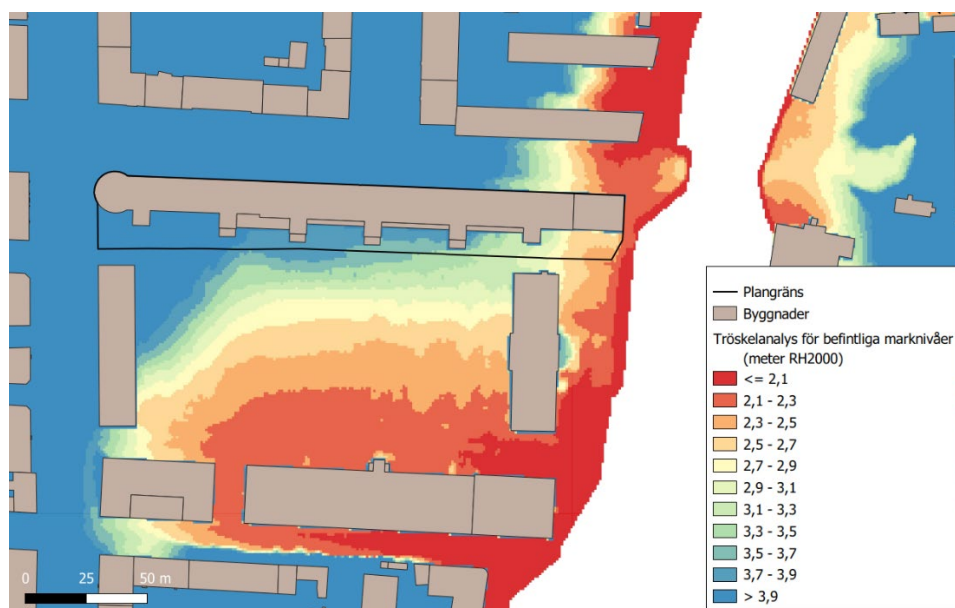 Plangräns
Byggnader
Tröskelanalys för befintliga marknivåer
(meter RH2000)
<= 2,1
2,1 - 2,3
2,3 - 2,5
2,5 - 2,7
2,7 - 2,9
2,9 - 3,1
3,1 - 3,3
3,3 - 3,5
3,5 - 3,7
3,7 - 3,9
> 3,9
0 25 50 m